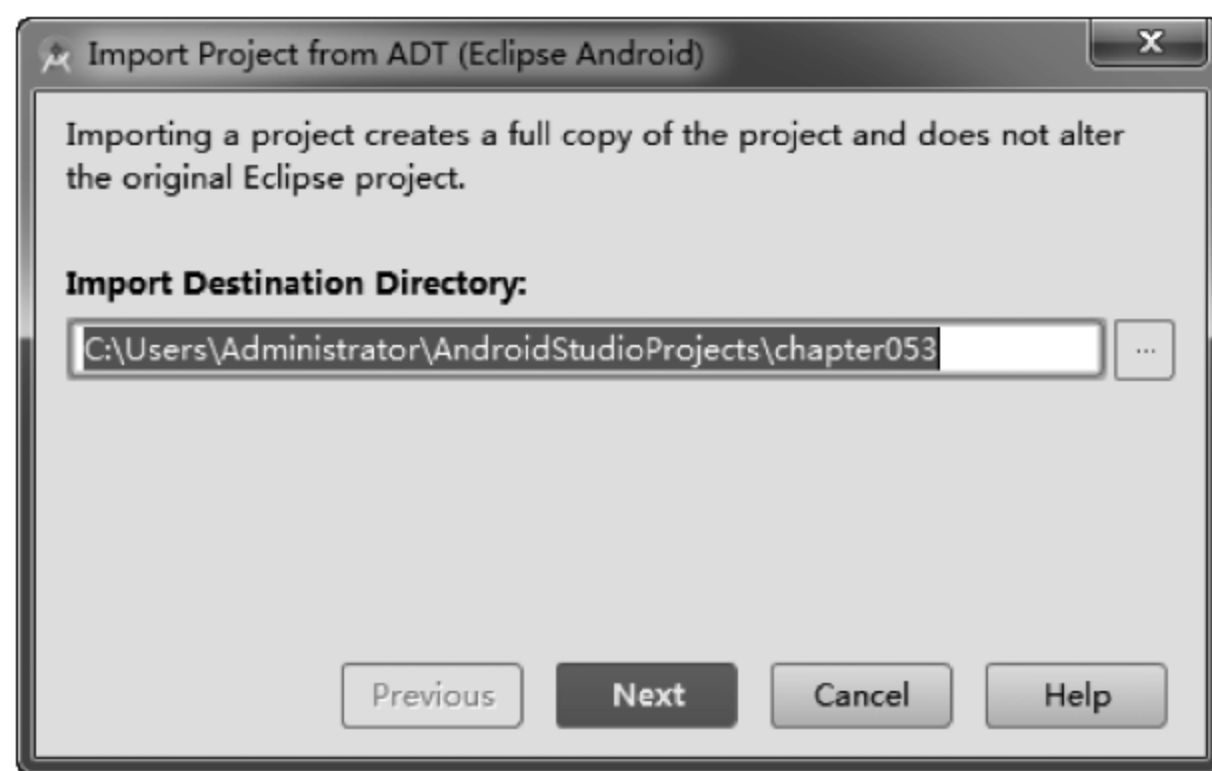 Import Project from ADT (Eclipse Android)
Importing a project creates a full copy of the project and does not alter
the original Eclipse project.
Import Destination Directory:
C:\Users\Administrator\AndroidStudioProjects\chapter053
...
Previous
Next
Cancel
Help